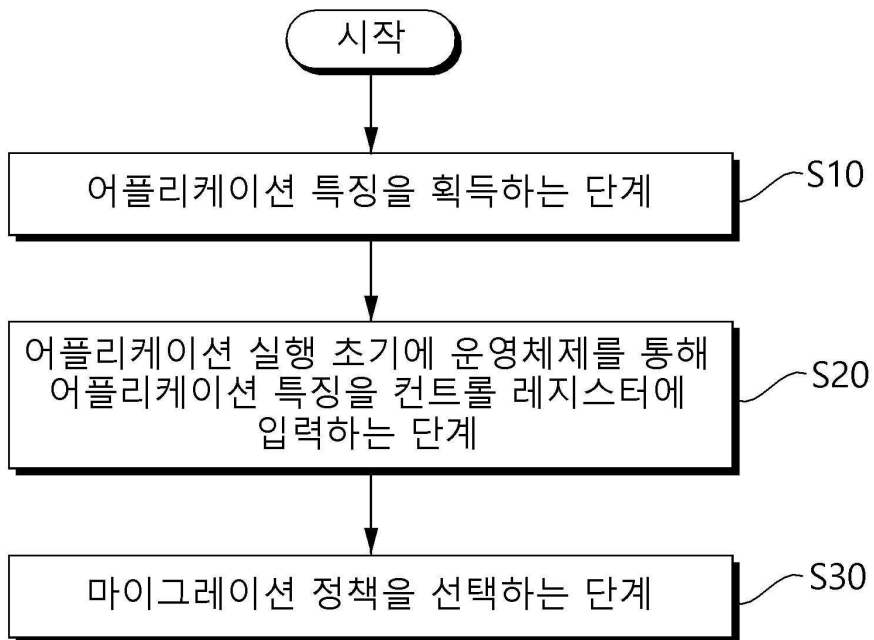 시작
어플리케이션 특징을 획득하는 단계
S10
어플리케이션 실행 초기에 운영체제를 통해
어플리케이션 특징을 컨트롤 레지스터에
입력하는 단계
S20
마이그레이션 정책을 선택하는 단계
S30